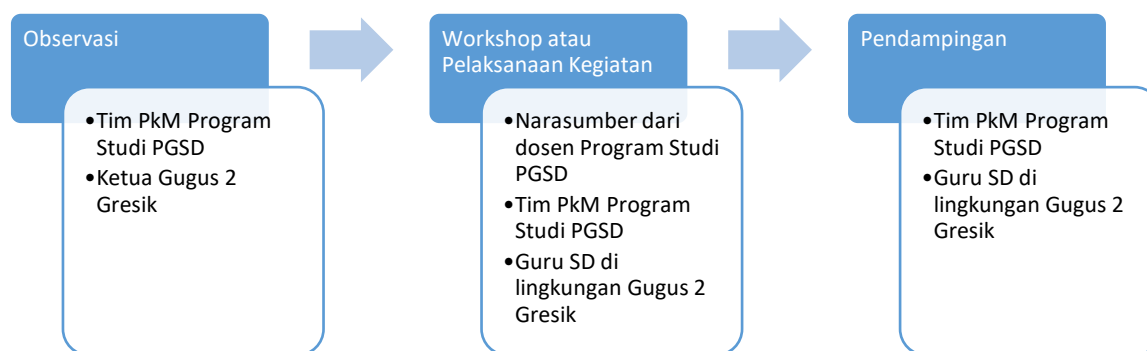 Observasi
•Tim PkM Program
Studi PGSD
•Ketua Gugus 2
Gresik
Workshop atau
Pelaksanaan Kegiatan
•Narasumber dari
dosen Program Studi
PGSD
•Tim PkM Program
Studi PGSD
•Guru SD di
lingkungan Gugus 2
Gresik
Pendampingan
•Tim PkM Program
Studi PGSD
•Guru SD di
lingkungan Gugus 2
Gresik